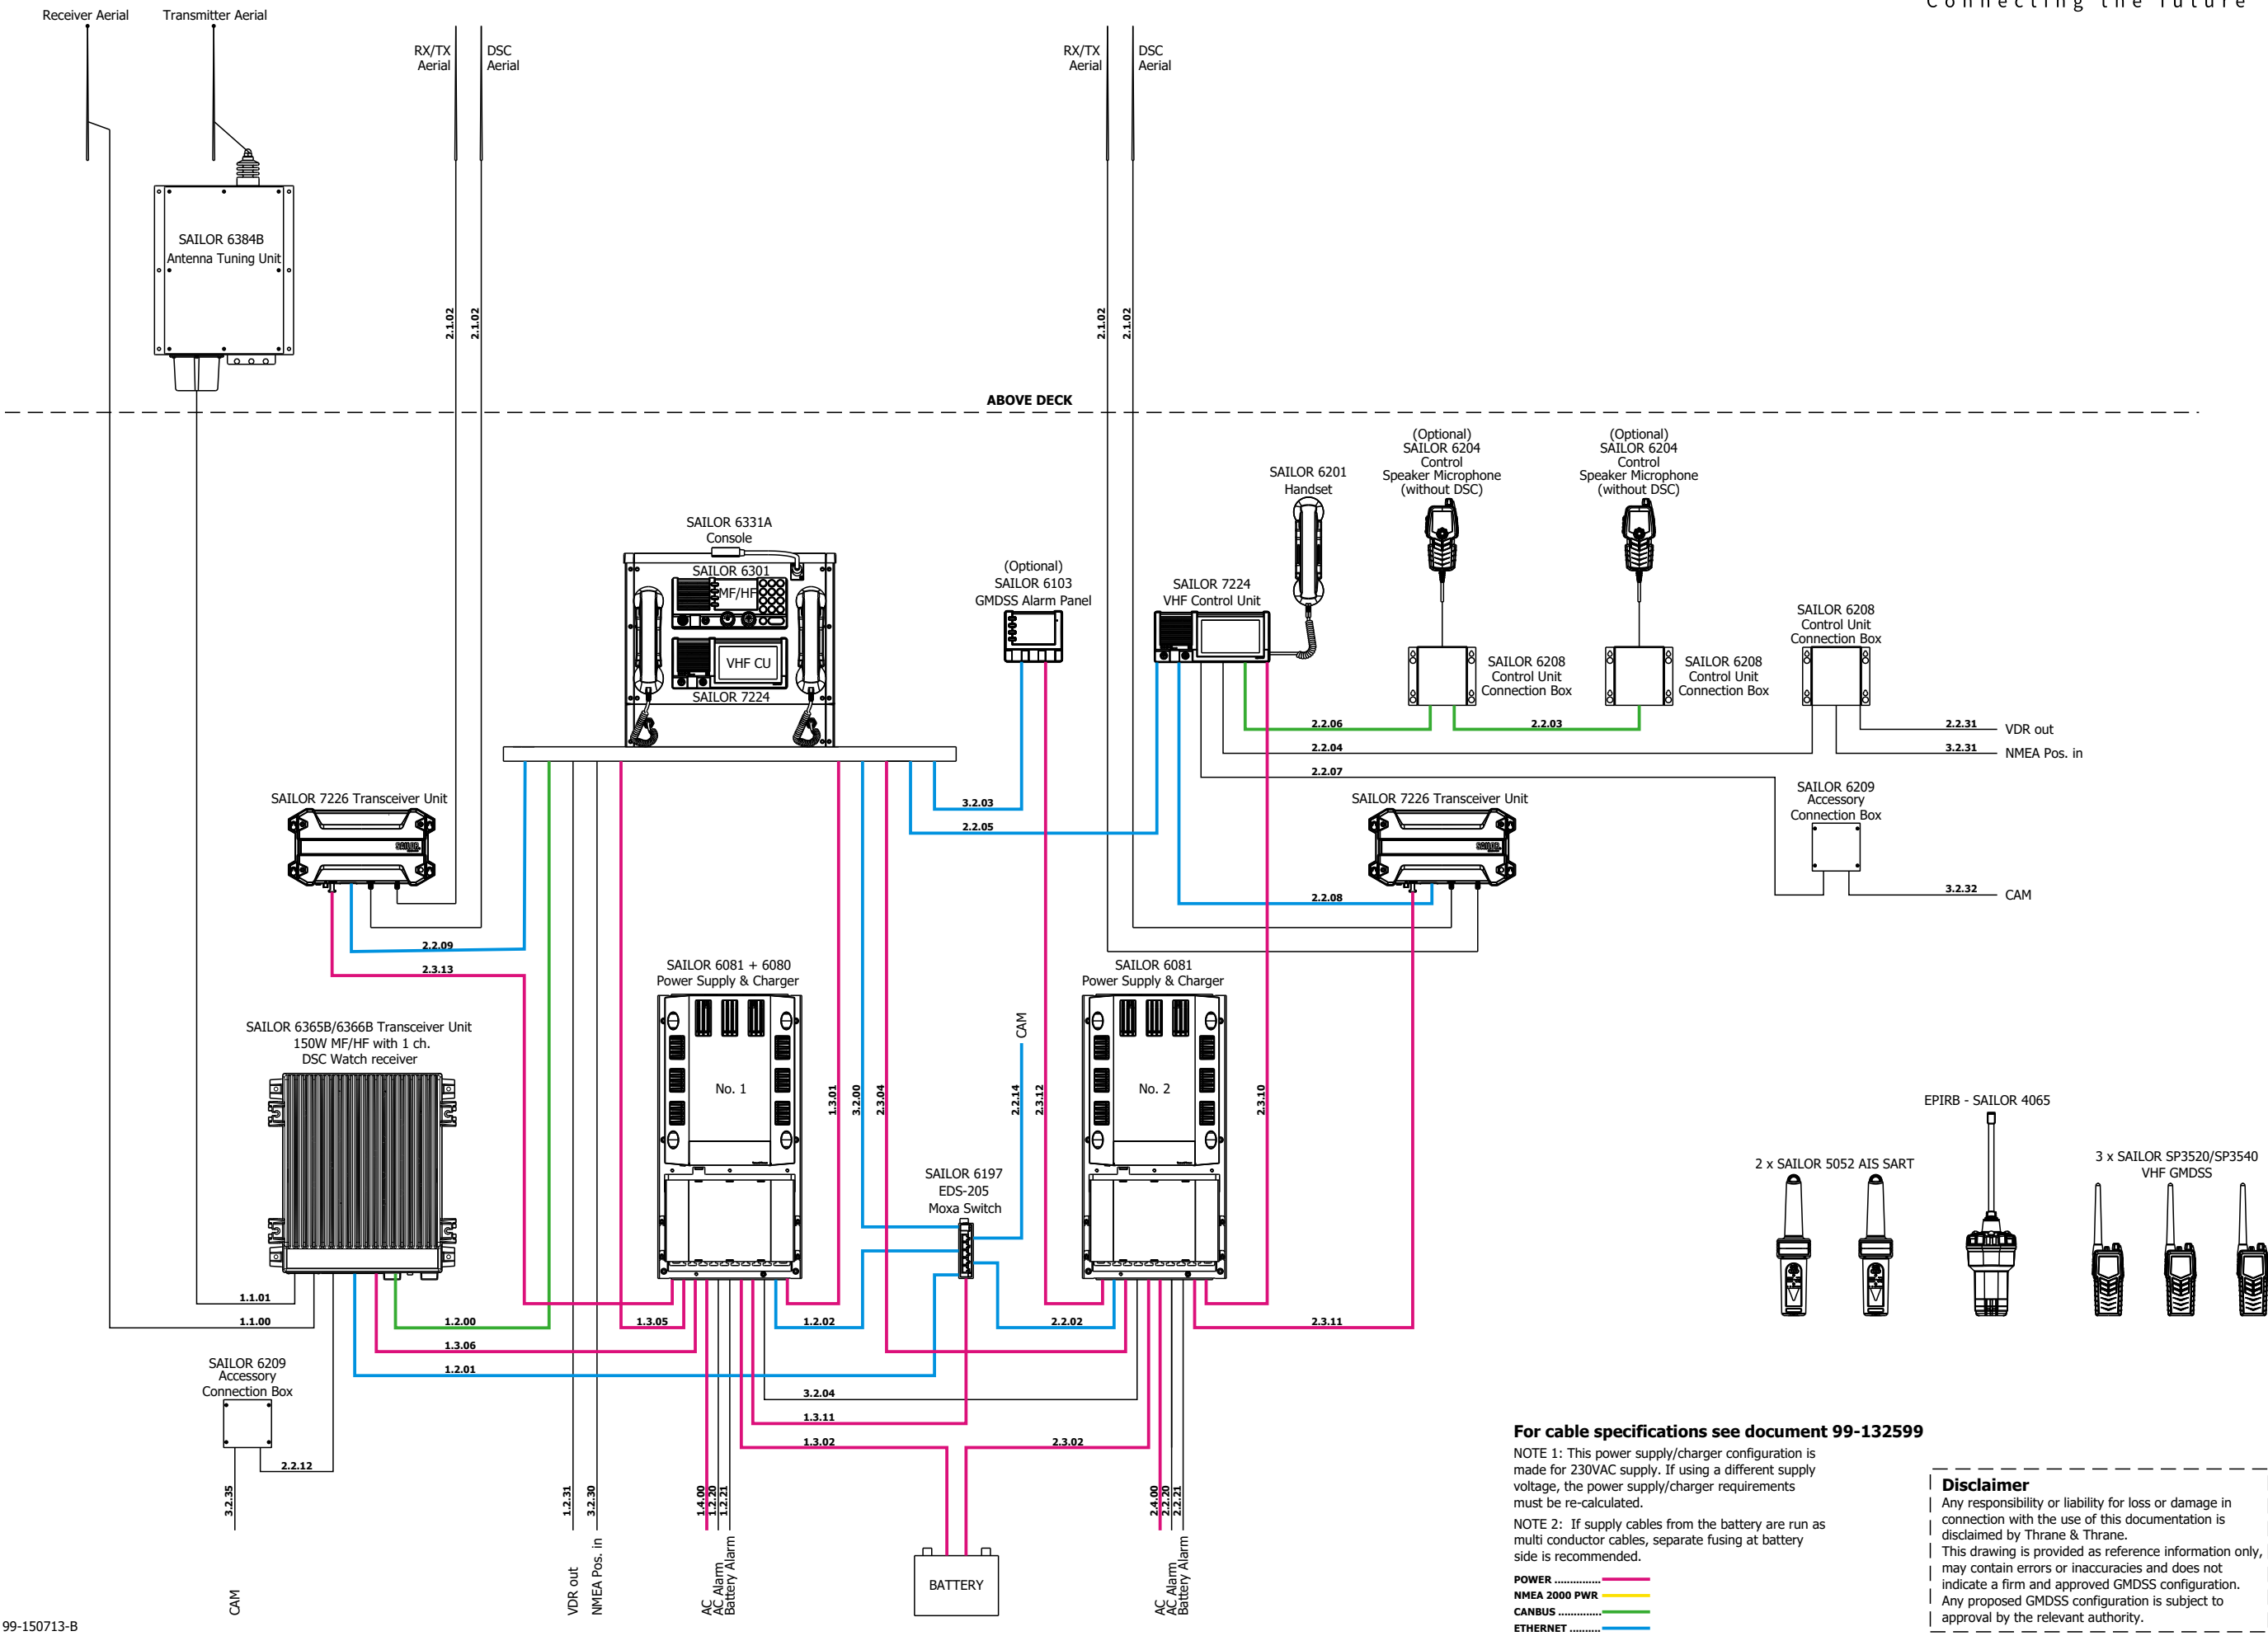 Connecting the future
Receiver Aerial
Transmitter Aerial
RX/TX
Aerial
DSC
Aerial
RX/TX
Aerial
DSC
Aerial
SAILOR 6384B
Antenna Tuning Unit
2.1.02
2.1.02
2.1.02
2.1.02
ABOVE DECK
SAILOR 6331A
Console
SAILOR 6301
MF/HF
VHF CU
SAILOR 7224
(Optional)
SAILOR 6103
GMDSS Alarm Panel
SAILOR 7224
VHF Control Unit
SAILOR 6201
Handset
(Optional)
SAILOR 6204
Control
Speaker Microphone
(without DSC)
(Optional)
SAILOR 6204
Control
Speaker Microphone
(without DSC)
SAILOR 6208
Control Unit
Connection Box
SAILOR 6208
Control Unit
Connection Box
SAILOR 6208
Control Unit
Connection Box
2.2.06
2.2.03
2.2.04
2.2.07
2.2.31
VDR out
3.2.31
NMEA Pos. in
SAILOR 6209
Accessory
Connection Box
3.2.32
CAM
SAILOR 7226 Transceiver Unit
SAILOR
3.2.03
2.2.05
SAILOR 7226 Transceiver Unit
SAILOR
2.2.08
2.2.09
2.3.13
SAILOR 6081 + 6080
Power Supply & Charger
No. 1
SAILOR 6081
Power Supply & Charger
No. 2
SAILOR 6365B/6366B Transceiver Unit
150W MF/HF with 1 ch.
DSC Watch receiver
1.3.01
3.2.00
2.3.04
CAM
2.2.14
2.3.12
2.3.10
SAILOR 6197
EDS-205
Moxa Switch
EPIRB - SAILOR 4065
2 x SAILOR 5052 AIS SART
3 x SAILOR SP3520/SP3540
VHF GMDSS
1.1.01
1.1.00
1.2.00
1.3.05
1.2.02
2.2.02
2.3.11
1.3.06
1.2.01
SAILOR 6209
Accessory
Connection Box
3.2.04
1.3.11
1.3.02
2.3.02
2.2.12
3.2.35
CAM
1.2.31
VDR out
3.2.30
NMEA Pos. in
1.4.00
1.2.20
1.2.21
AC
AC Alarm
Battery Alarm
BATTERY
2.4.00
2.2.20
2.2.21
AC
AC Alarm
Battery Alarm
For cable specifications see document 99-132599
NOTE 1: This power supply/charger configuration is
made for 230VAC supply. If using a different supply
voltage, the power supply/charger requirements
must be re-calculated.
NOTE 2: If supply cables from the battery are run as
multi conductor cables, separate fusing at battery
side is recommended.
POWER ...............
NMEA 2000 PWR
CANBUS ..............
ETHERNET ..........
Disclaimer
Any responsibility or liability for loss or damage in
connection with the use of this documentation is
disclaimed by Thrane & Thrane.
This drawing is provided as reference information only,
may contain errors or inaccuracies and does not
indicate a firm and approved GMDSS configuration.
Any proposed GMDSS configuration is subject to
approval by the relevant authority.
99-150713-B